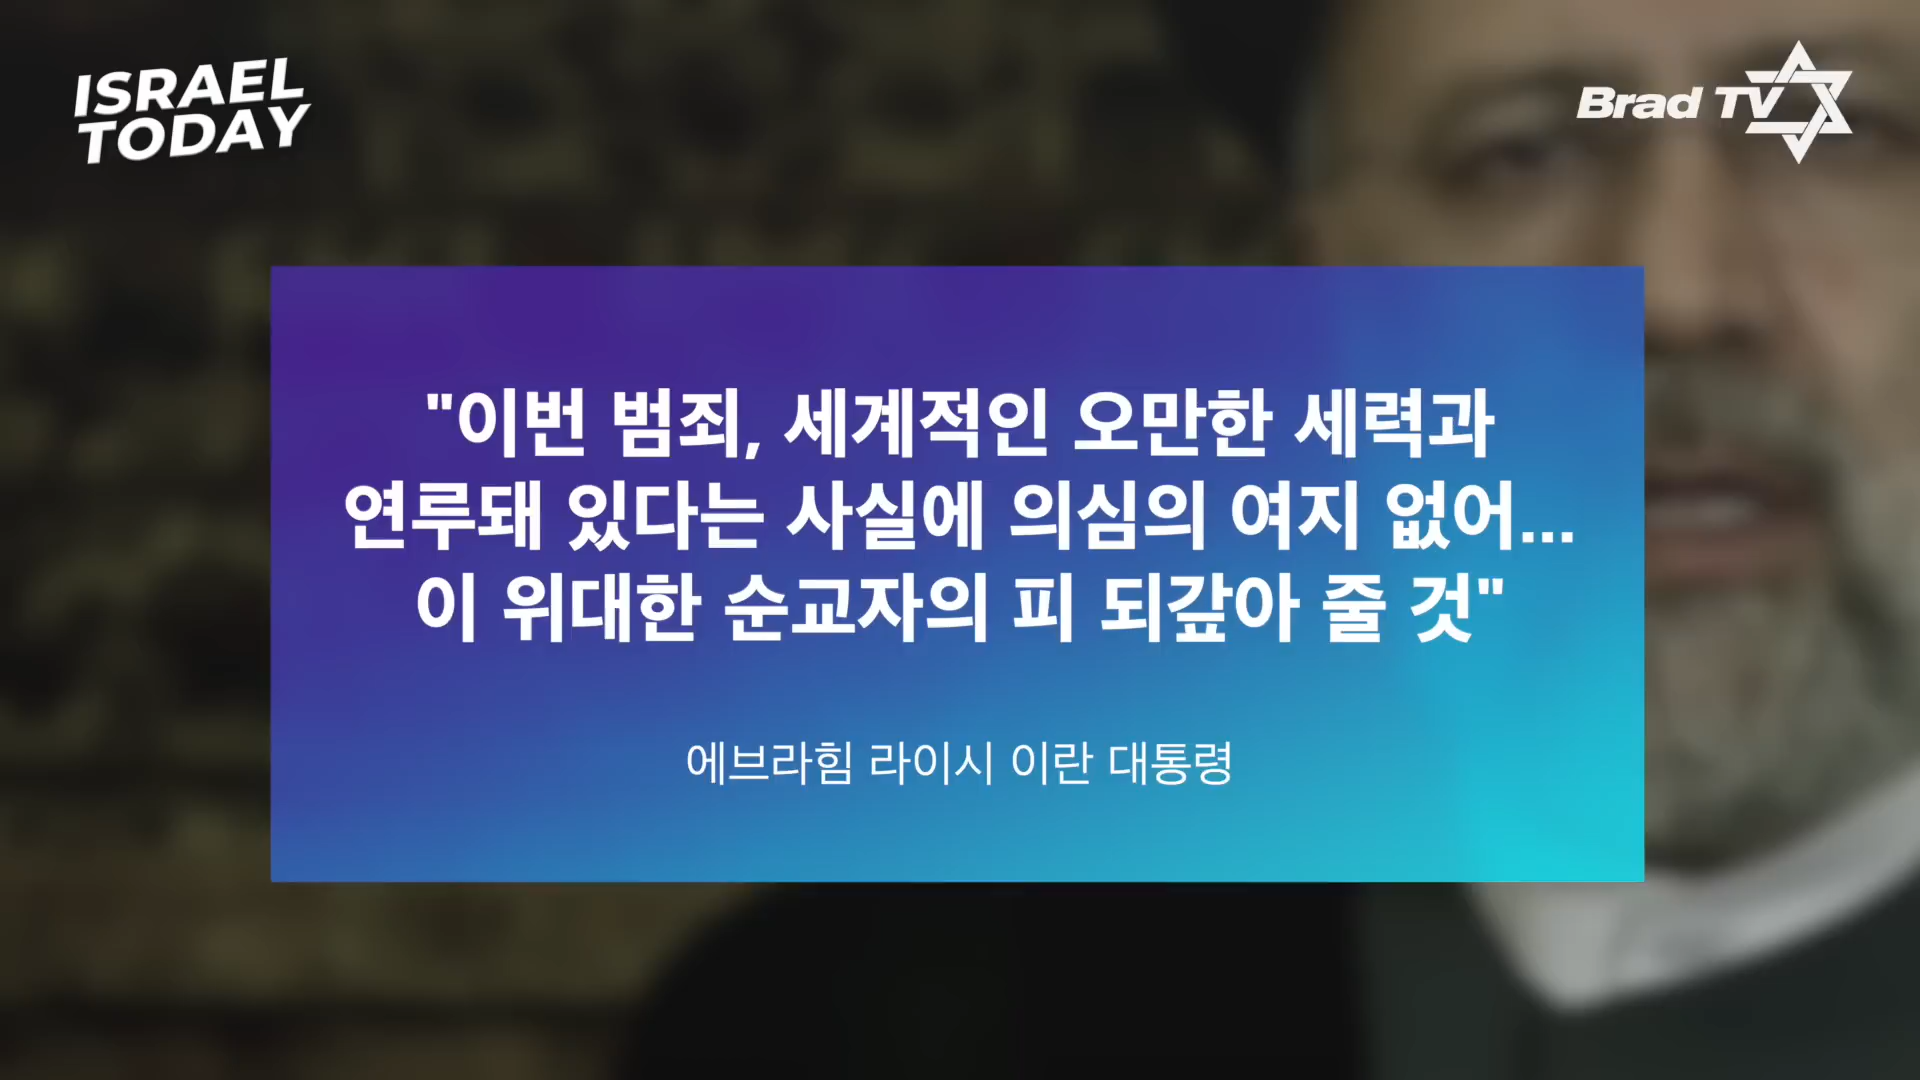 ISRAEL
TODAY
Brad TV
"이번 범죄, 세계적인 오만한 세력과
연루돼 있다는 사실에 의심의 여지 없어...
이 위대한 순교자의 피 되갚아 줄 것"
에브라힘 라이시 이란 대통령